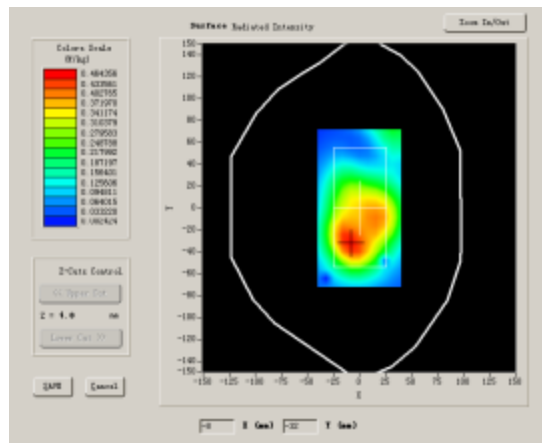 Surface Radiated Intensity
Zoom In/Out
Colors Scale
(W/kg)
0.464356
0.433561
0.402765
0.371970
0.341174
0.310379
0.279583
0.248788
0.217992
0.187197
0.156401
0.125606
0.094811
0.064015
0.033220
0.002424
150
140
120
100
80
60
40
20
0
-20
-40
-60
-80
-100
-120
-140
-150
Y
-150 -125 -100 -75 -50 -25 0 25 50 75 100 125 150
X
Z-Cuts Control
<< Upper Cut
Z = 4.0 mm
Lower Cut >>
SAVE Cancel
-8 X (mm) -32 Y (mm)